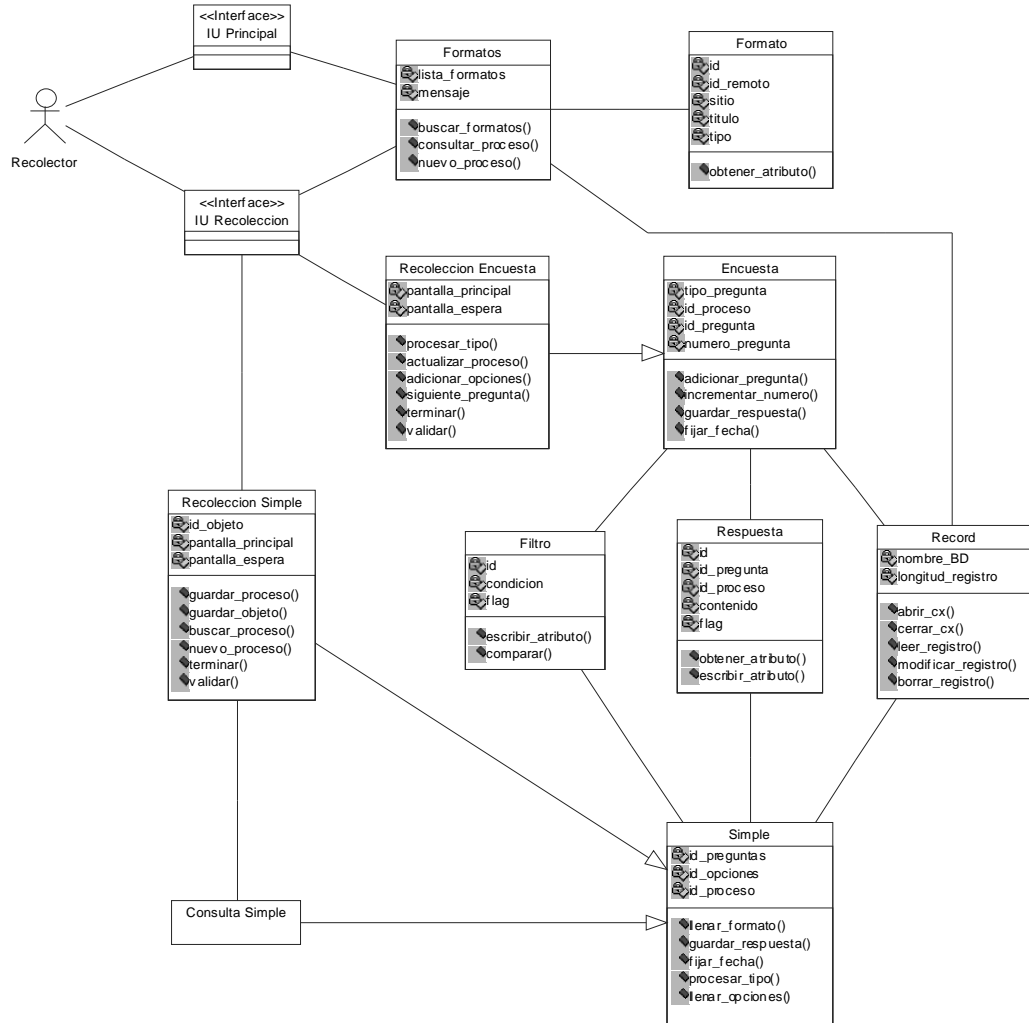 <<Interface>>
IU Principal
Recolector
Formatos
lista_formatos
mensaje
buscar_formatos()
consultar_proceso()
nuevo_proceso()
Formato
id
id_remoto
sitio
titulo
tipo
obtener_atributo()
<<Interface>>
IU Recoleccion
Recoleccion Encuesta
pantalla_principal
pantalla_espera
procesar_tipo()
actualizar_proceso()
adicionar_opciones()
siguiente_pregunta()
terminar()
validar()
Encuesta
tipo_pregunta
id_proceso
id_pregunta
numero_pregunta
adicionar_pregunta()
incrementar_numero()
guardar_respuesta()
fijar_fecha()
Recoleccion Simple
id_objeto
pantalla_principal
pantalla_espera
guardar_proceso()
guardar_objeto()
buscar_proceso()
nuevo_proceso()
terminar()
validar()
Filtro
id
condicion
flag
escribir_atributo()
comparar()
Respuesta
id
id_pregunta
id_proceso
contenido
flag
obtener_atributo()
escribir_atributo()
Record
nombre_BD
longitud_registro
abrir_cx()
cerrar_cx()
leer_registro()
modificar_registro()
borrar_registro()
Consulta Simple
Simple
id_preguntas
id_opciones
id_proceso
llenar_formato()
guardar_respuesta()
fijar_fecha()
procesar_tipo()
llenar_opciones()